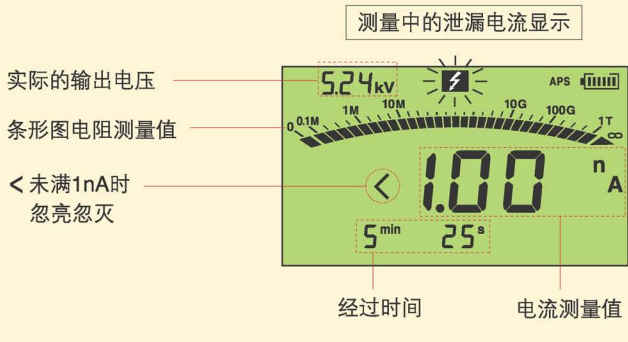 测量中的泄漏电流显示
实际的输出电压
5.24kV
APS
条形图电阻测量值
0 0.1M 1M 10M 10G 100G 1T ∞
< 未满1nA时
忽亮忽灭
< 1.00 n A
5 min 25 s
经过时间
电流测量值